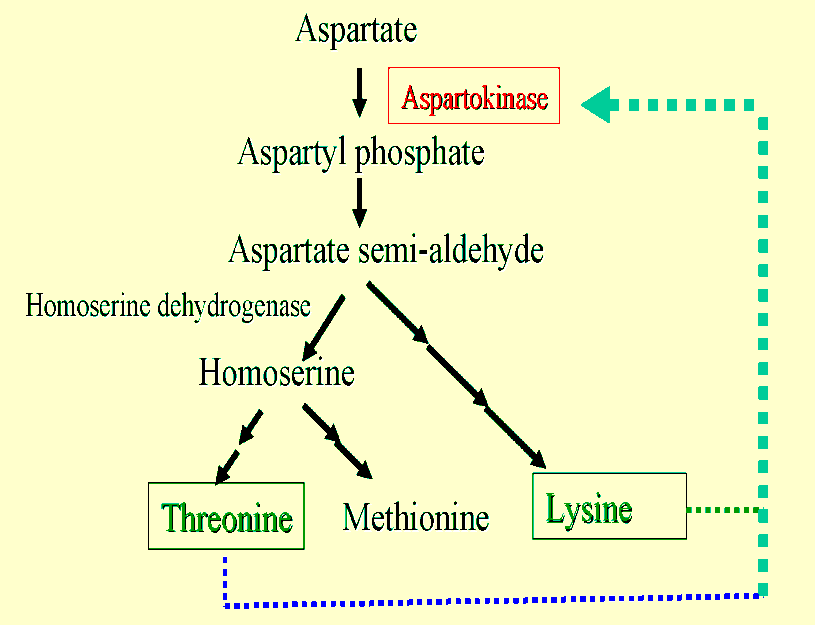 Aspartate
Aspartokinase
Aspartyl phosphate
Aspartate semi-aldehyde
Homoserine dehydrogenase
Homoserine
Threonine
Methionine
Lysine